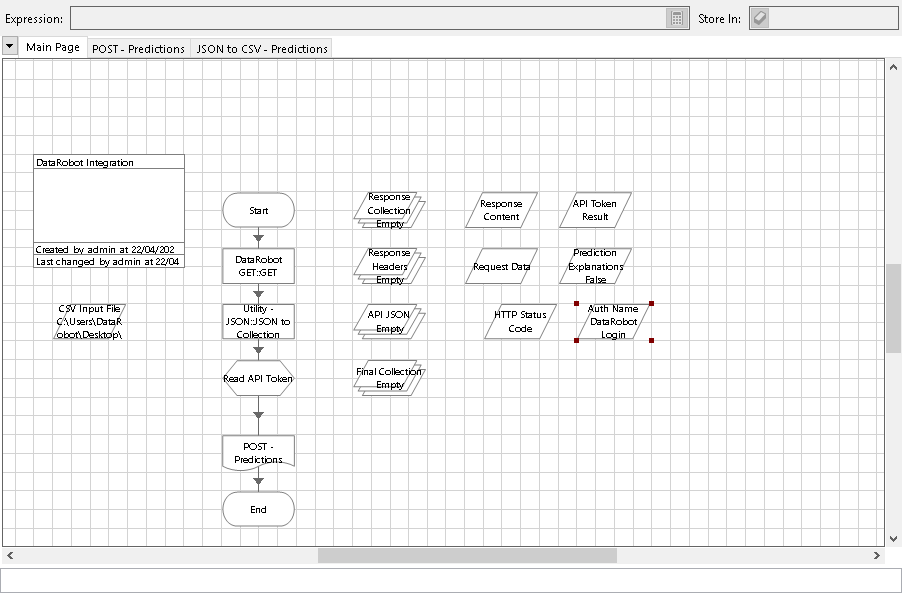 Expression:
Store In:
Main Page
POST - Predictions
JSON to CSV - Predictions
DataRobot Integration
Created by admin at 22/04/202
Last changed by admin at 22/04
CSV Input File
C:\Users\DataR
obot\Desktop\
Start
DataRobot
GET::GET
Utility -
JSON::JSON to
Collection
Read API Token
POST -
Predictions
End
Response
Collection
Empty
Response
Headers
Empty
API JSON
Empty
Final Collection
Empty
Response
Content
Request Data
HTTP Status
Code
API Token
Result
Prediction
Explanations
False
Auth Name
DataRobot
Login